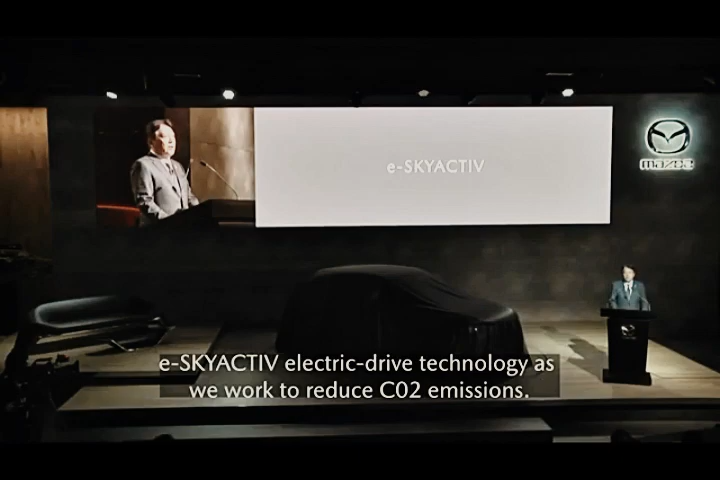 e-SKYACTIV
mazda
e-SKYACTIV electric-drive technology as
we work to reduce C02 emissions.